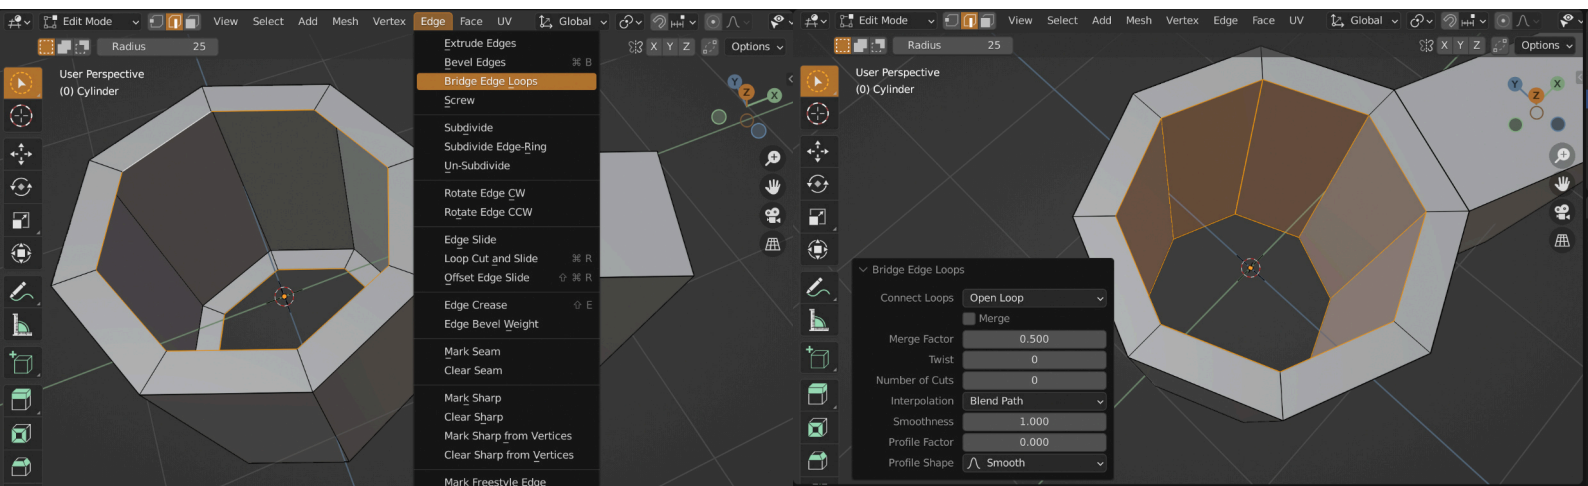 Edit Mode View Select Add Mesh Vertex Edge Face UV Global
Radius 25 X Y Z Options
User Perspective
(0) Cylinder
Y
Z
X
Extrude Edges
Bevel Edges ⌘ B
Bridge Edge Loops
Screw
Subdivide
Subdivide Edge-Ring
Un-Subdivide
Rotate Edge CW
Rotate Edge CCW
Edge Slide
Loop Cut and Slide ⌘ R
Offset Edge Slide ⇧ ⌘ R
Edge Crease ⇧ E
Edge Bevel Weight
Mark Seam
Clear Seam
Mark Sharp
Clear Sharp
Mark Sharp from Vertices
Clear Sharp from Vertices
Mark Freestyle Edge
Edit Mode View Select Add Mesh Vertex Edge Face UV Global
Radius 25 X Y Z Options
User Perspective
(0) Cylinder
Y
Z
X
Bridge Edge Loops
Connect Loops Open Loop
Merge
Merge Factor 0.500
Twist 0
Number of Cuts 0
Interpolation Blend Path
Smoothness 1.000
Profile Factor 0.000
Profile Shape Smooth